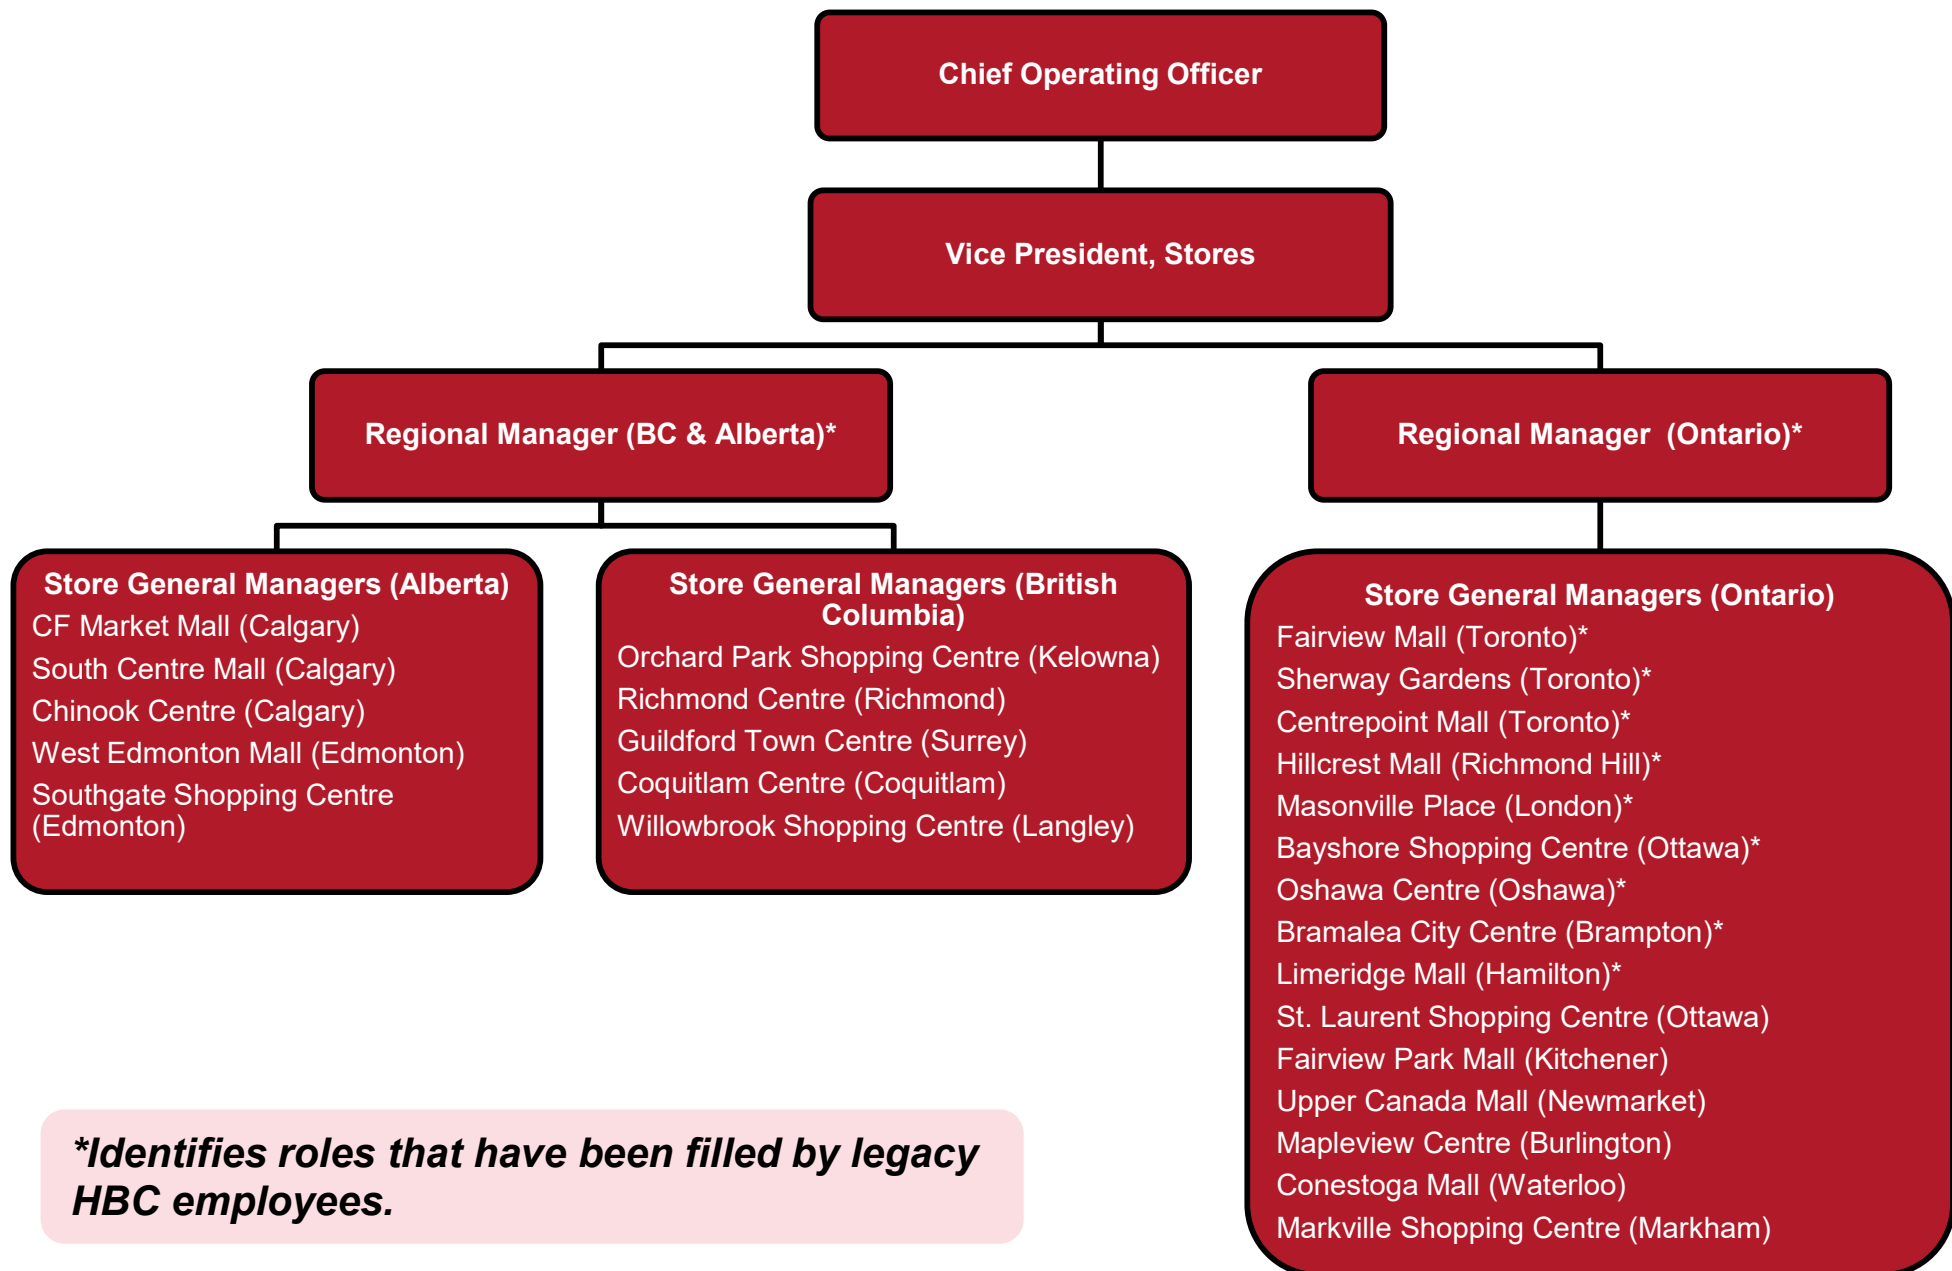 Chief Operating Officer
Vice President, Stores
Regional Manager (BC & Alberta)*
Regional Manager  (Ontario)*
Store General Managers (Alberta)
CF Market Mall (Calgary)
South Centre Mall (Calgary)
Chinook Centre (Calgary)
West Edmonton Mall (Edmonton)
Southgate Shopping Centre
(Edmonton)
Store General Managers (British
Columbia)
Orchard Park Shopping Centre (Kelowna)
Richmond Centre (Richmond)
Guildford Town Centre (Surrey)
Coquitlam Centre (Coquitlam)
Willowbrook Shopping Centre (Langley)
Store General Managers (Ontario)
Fairview Mall (Toronto)*
Sherway Gardens (Toronto)*
Centrepoint Mall (Toronto)*
Hillcrest Mall (Richmond Hill)*
Masonville Place (London)*
Bayshore Shopping Centre (Ottawa)*
Oshawa Centre (Oshawa)*
Bramalea City Centre (Brampton)*
Limeridge Mall (Hamilton)*
St. Laurent Shopping Centre (Ottawa)
Fairview Park Mall (Kitchener)
Upper Canada Mall (Newmarket)
Mapleview Centre (Burlington)
Conestoga Mall (Waterloo)
Markville Shopping Centre (Markham)
*Identifies roles that have been filled by legacy
HBC employees.